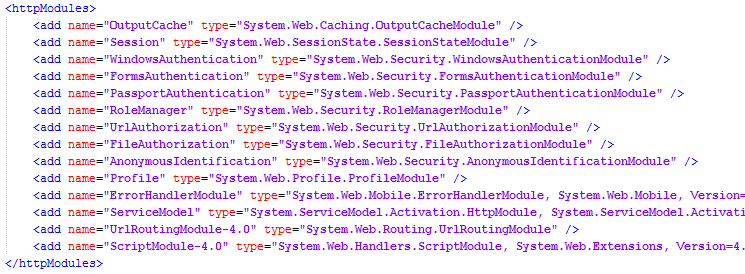 <httpModules>
<add name="OutputCache" type="System.Web.Caching.OutputCacheModule" />
<add name="Session" type="System.Web.SessionState.SessionStateModule" />
<add name="WindowsAuthentication" type="System.Web.Security.WindowsAuthenticationModule" />
<add name="FormsAuthentication" type="System.Web.Security.FormsAuthenticationModule" />
<add name="PassportAuthentication" type="System.Web.Security.PassportAuthenticationModule" />
<add name="RoleManager" type="System.Web.Security.RoleManagerModule" />
<add name="UrlAuthorization" type="System.Web.Security.UrlAuthorizationModule" />
<add name="FileAuthorization" type="System.Web.Security.FileAuthorizationModule" />
<add name="AnonymousIdentification" type="System.Web.Security.AnonymousIdentificationModule" />
<add name="Profile" type="System.Web.Profile.ProfileModule" />
<add name="ErrorHandlerModule" type="System.Web.Mobile.ErrorHandlerModule, System.Web.Mobile, Version=
<add name="ServiceModel" type="System.ServiceModel.Activation.HttpModule, System.ServiceModel.Activati
<add name="UrlRoutingModule-4.0" type="System.Web.Routing.UrlRoutingModule" />
<add name="ScriptModule-4.0" type="System.Web.Handlers.ScriptModule, System.Web.Extensions, Version=4.
</httpModules>